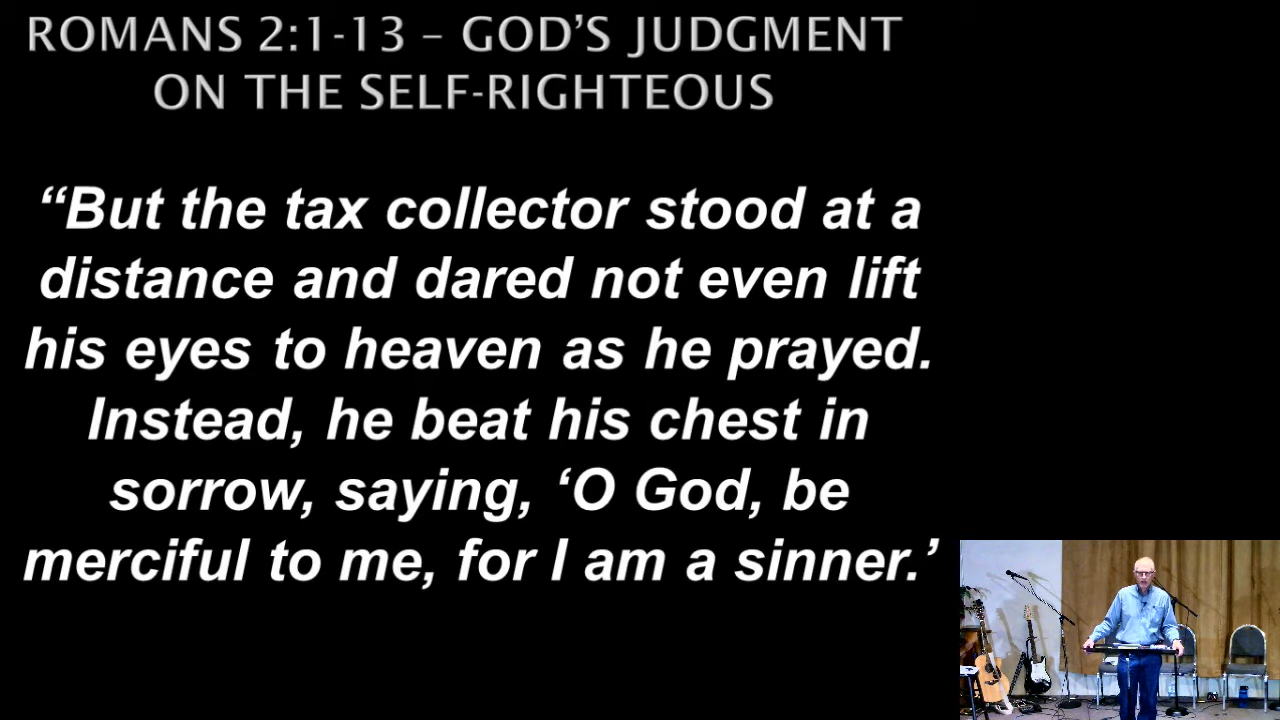 ROMANS 2:1-13 – GOD’S JUDGMENT
ON THE SELF-RIGHTEOUS
“But the tax collector stood at a
distance and dared not even lift
his eyes to heaven as he prayed.
Instead, he beat his chest in
sorrow, saying, ‘O God, be
merciful to me, for I am a sinner.’